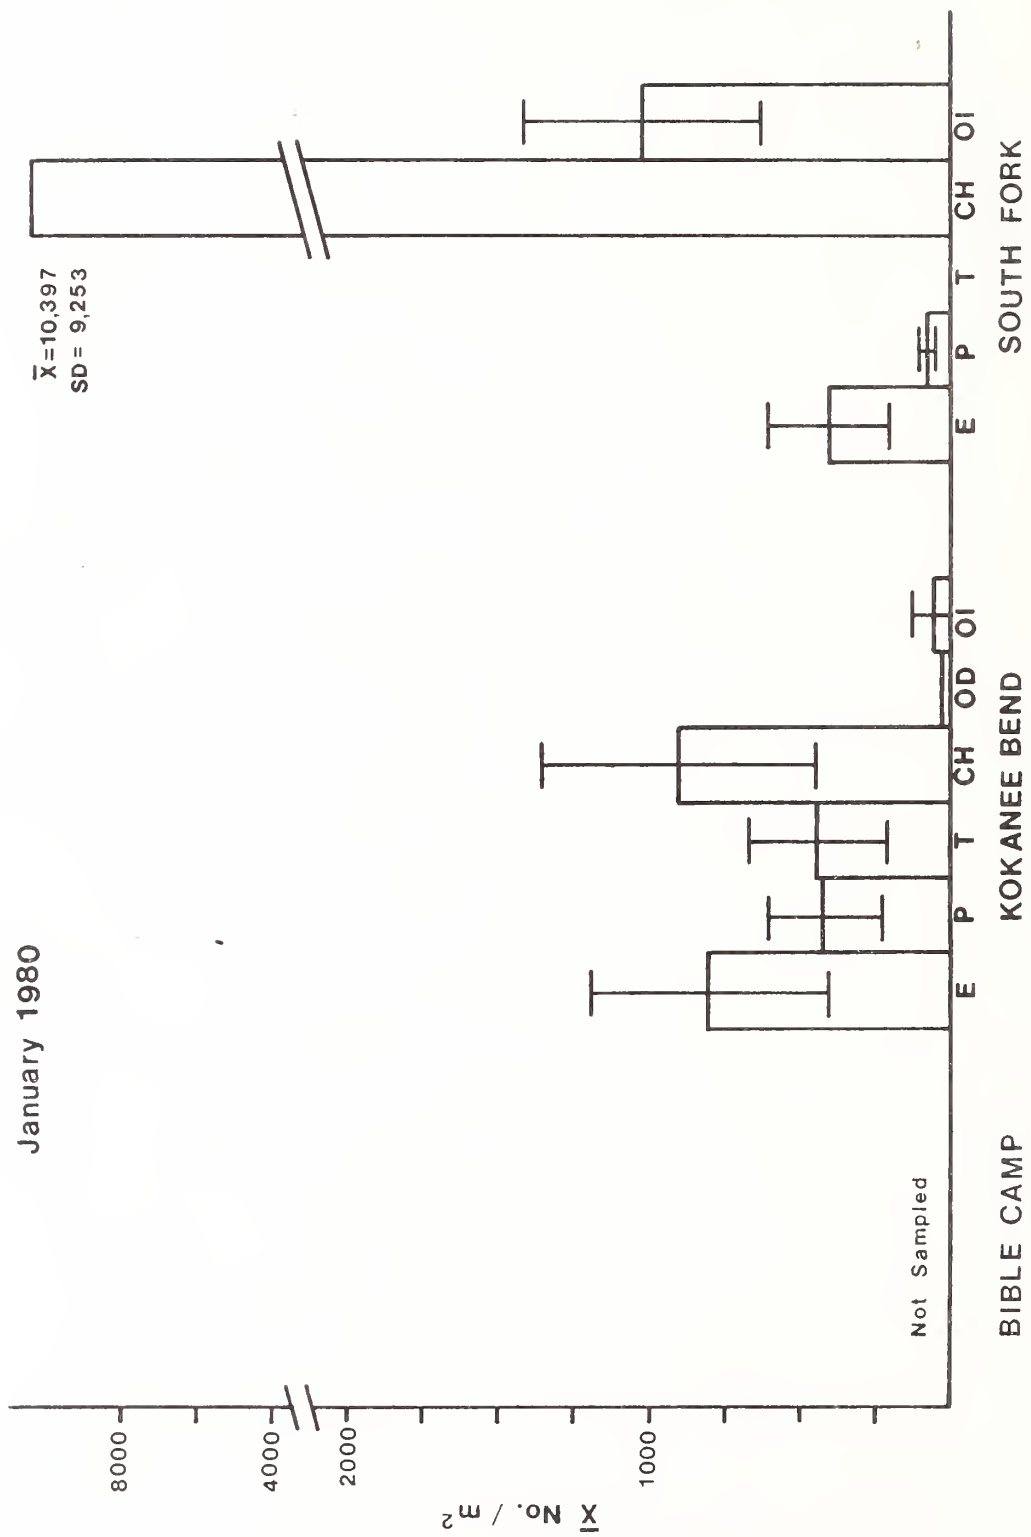 January 1980
X̅ No. / m²
8000
4000
2000
1000
X̅=10,397
SD = 9,253
Not Sampled
E P T CH OD OI
E P T CH OI
BIBLE CAMP
KOKANEE BEND
SOUTH FORK